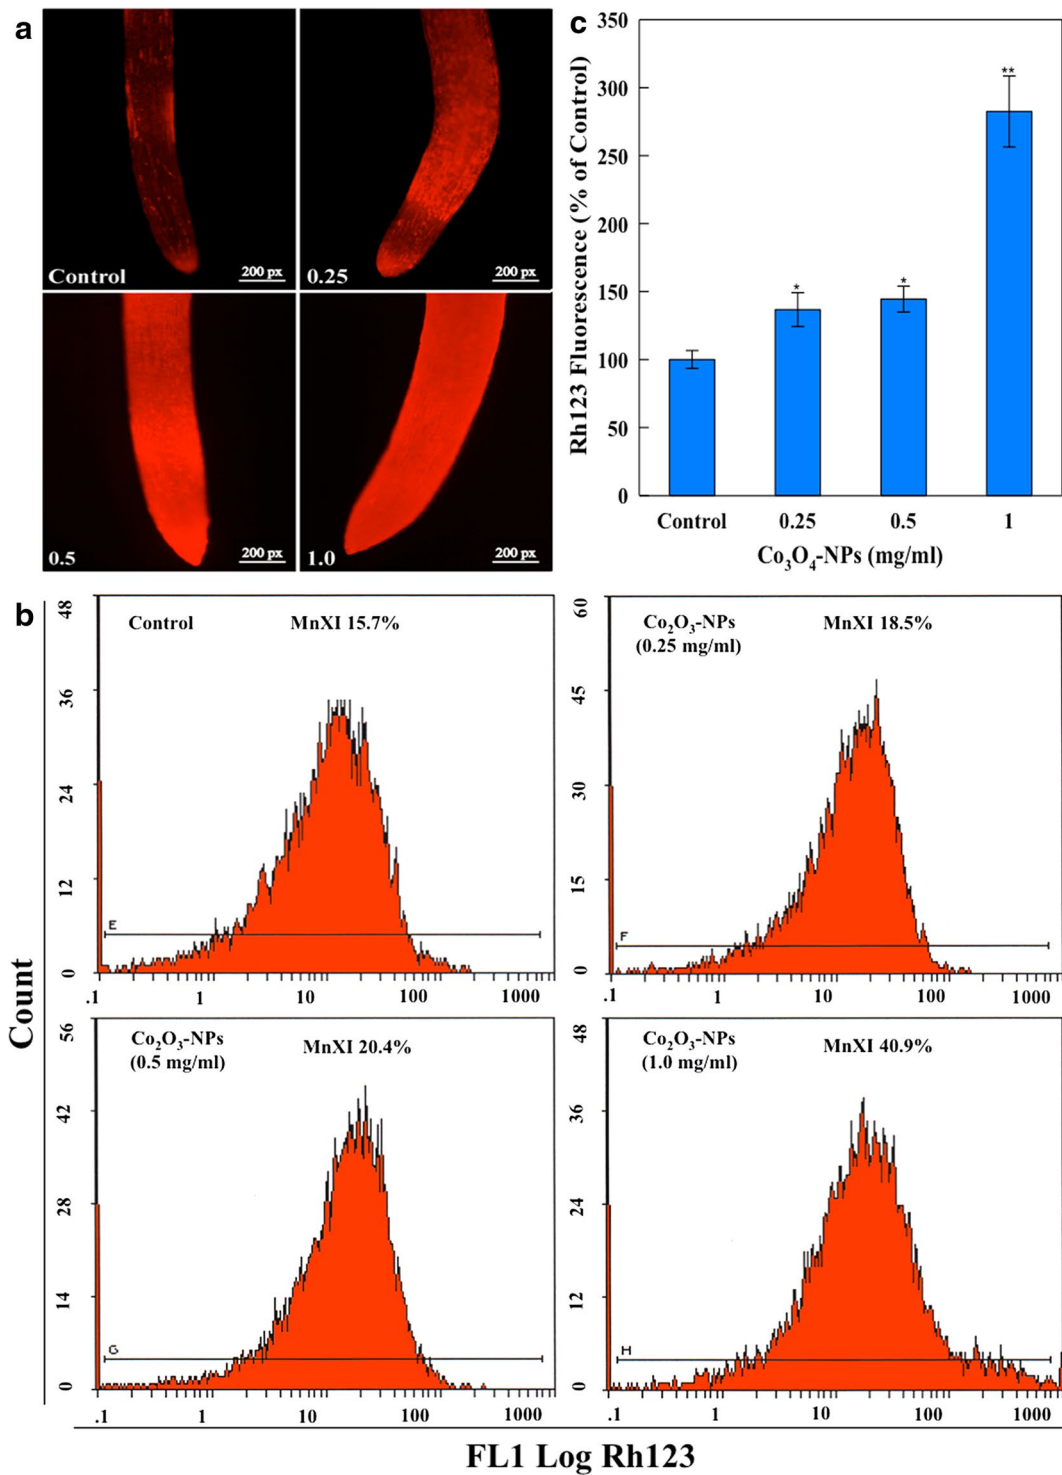 a
Control
200 px
0.25
200 px
0.5
200 px
1.0
200 px
c
Rh123 Fluorescence (% of Control)
350
300
250
200
150
100
50
0
*
*
**
Control 0.25 0.5 1
Co₃O₄-NPs (mg/ml)
b
Count
Control
MnXI 15.7%
48
36
24
12
0
E
.1 1 10 100 1000
Co₂O₃-NPs
(0.25 mg/ml)
MnXI 18.5%
60
45
30
15
0
F
.1 1 10 100 1000
Co₂O₃-NPs
(0.5 mg/ml)
MnXI 20.4%
56
42
28
14
0
G
.1 1 10 100 1000
Co₂O₃-NPs
(1.0 mg/ml)
MnXI 40.9%
48
36
24
12
0
H
.1 1 10 100 1000
FL1 Log Rh123